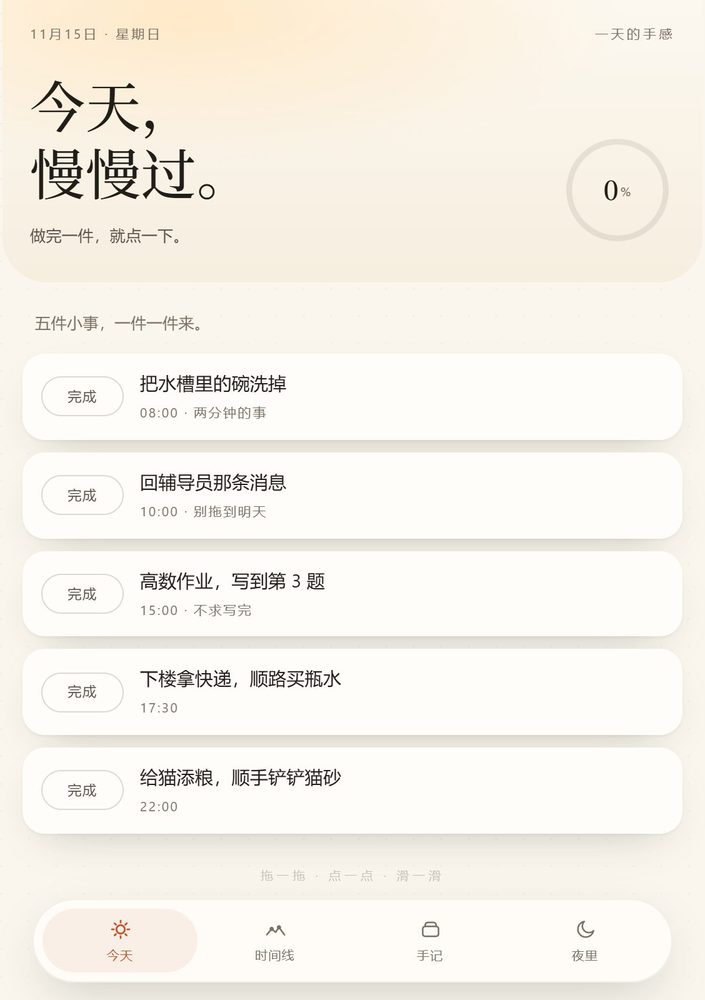 11月15日 · 星期日
一天的手感
今天，
慢慢过。
0%
做完一件，就点一下。
五件小事，一件一件来。
完成
把水槽里的碗洗掉
08:00 · 两分钟的事
完成
回辅导员那条消息
10:00 · 别拖到明天
完成
高数作业，写到第 3 题
15:00 · 不求写完
完成
下楼拿快递，顺路买瓶水
17:30
完成
给猫添粮，顺手铲铲猫砂
22:00
拖一拖 · 点一点 · 滑一滑
今天
时间线
手记
夜里